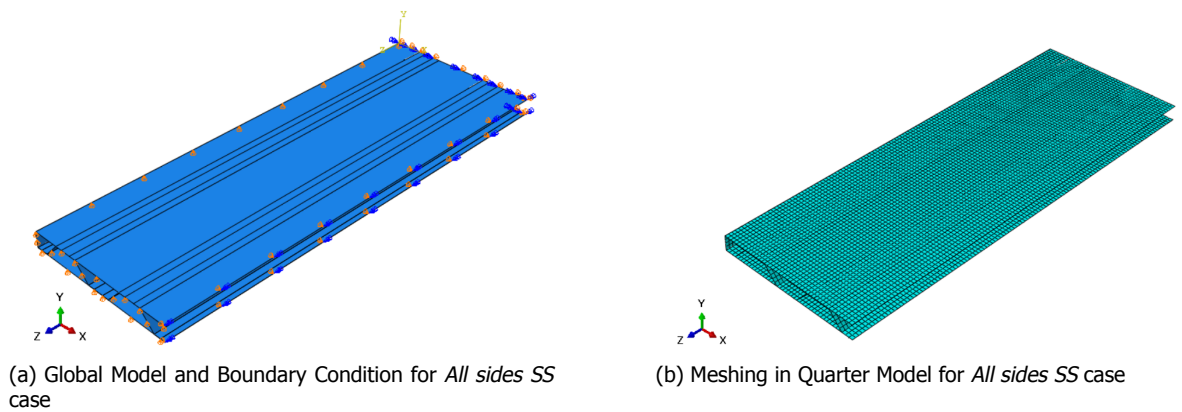 Y
Z
Y
Z
X
Y
Z
X
(a) Global Model and Boundary Condition for All sides SS
case
(b) Meshing in Quarter Model for All sides SS case